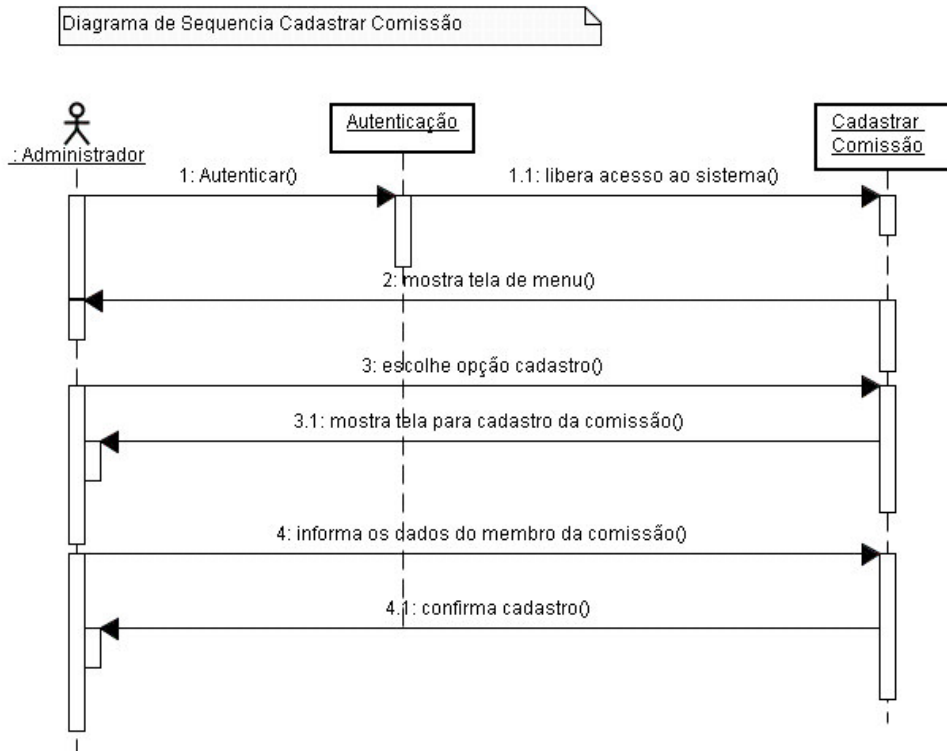 Diagrama de Sequencia Cadastrar Comissão
: Administrador
Autenticação
Cadastrar
Comissão
1: Autenticar()
1.1: libera acesso ao sistema()
2: mostra tela de menu()
3: escolhe opção cadastro()
3.1: mostra tela para cadastro da comissão()
4: informa os dados do membro da comissão()
4.1: confirma cadastro()